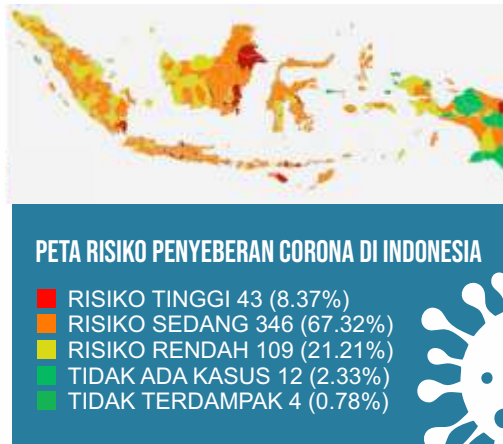 PETA RISIKO PENYEBERAN CORONA DI INDONESIA
RISIKO TINGGI 43 (8.37%)
RISIKO SEDANG 346 (67.32%)
RISIKO RENDAH 109 (21.21%)
TIDAK ADA KASUS 12 (2.33%)
TIDAK TERDAMPAK 4 (0.78%)